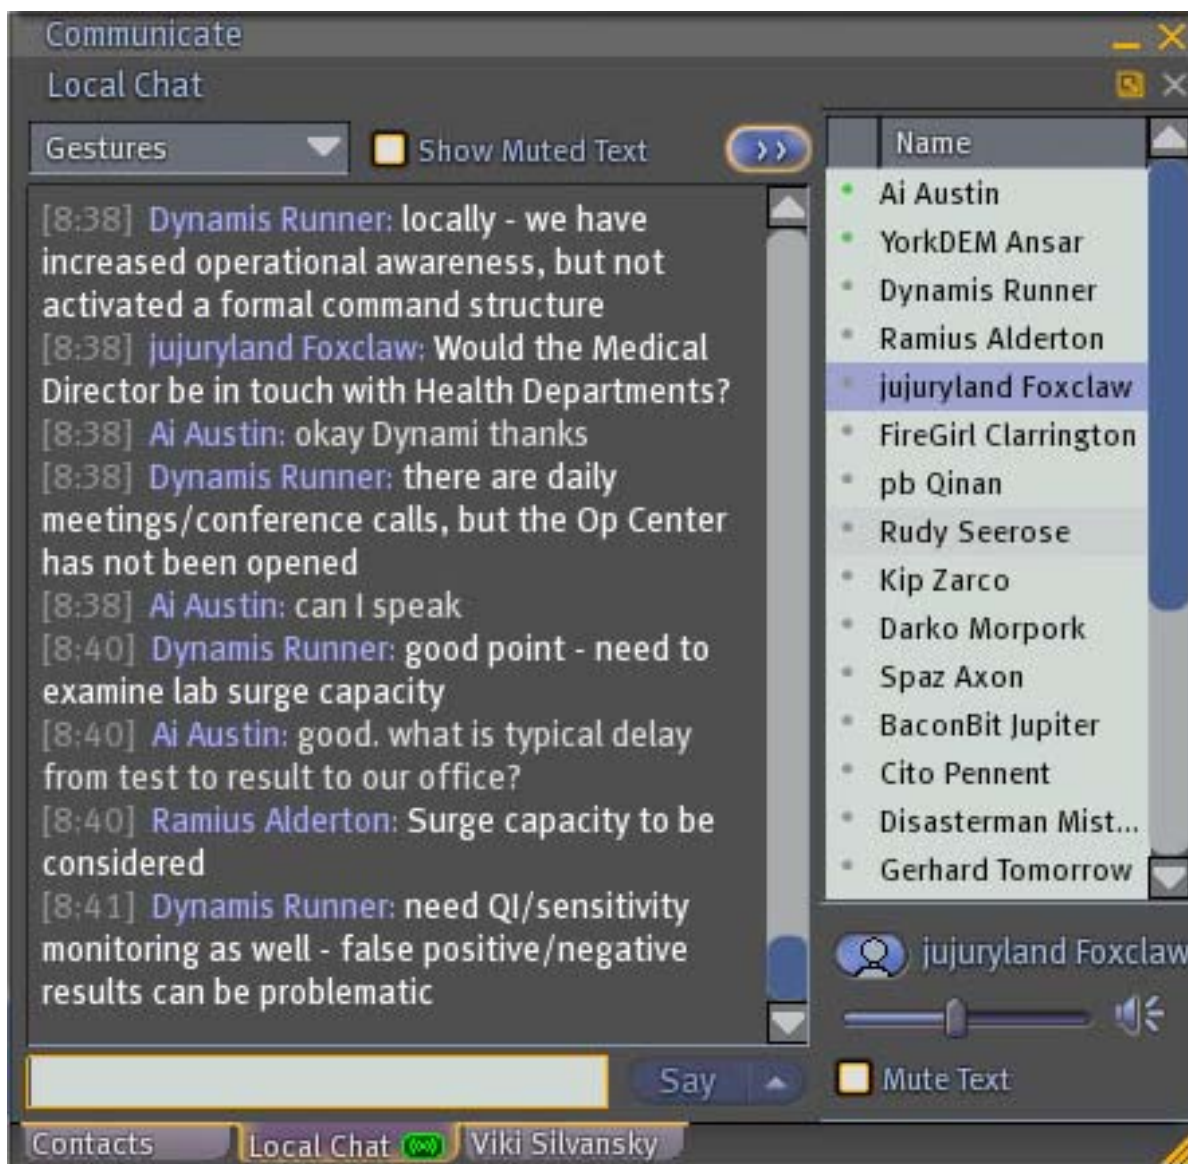 Communicate
Local Chat
Gestures
Show Muted Text
>>
[8:38] Dynamis Runner: locally - we have
increased operational awareness, but not
activated a formal command structure
[8:38] jujuryland Foxclaw: Would the Medical
Director be in touch with Health Departments?
[8:38] Ai Austin: okay Dynami thanks
[8:38] Dynamis Runner: there are daily
meetings/conference calls, but the Op Center
has not been opened
[8:38] Ai Austin: can I speak
[8:40] Dynamis Runner: good point - need to
examine lab surge capacity
[8:40] Ai Austin: good. what is typical delay
from test to result to our office?
[8:40] Ramius Alderton: Surge capacity to be
considered
[8:41] Dynamis Runner: need QI/sensitivity
monitoring as well - false positive/negative
results can be problematic
Say
Name
Ai Austin
YorkDEM Ansar
Dynamis Runner
Ramius Alderton
jujuryland Foxclaw
FireGirl Clarrington
pb Qinan
Rudy Seerose
Kip Zarco
Darko Morpork
Spaz Axon
BaconBit Jupiter
Cito Pennent
Disasterman Mist...
Gerhard Tomorrow
jujuryland Foxclaw
Mute Text
Contacts
Local Chat
Viki Silvansky